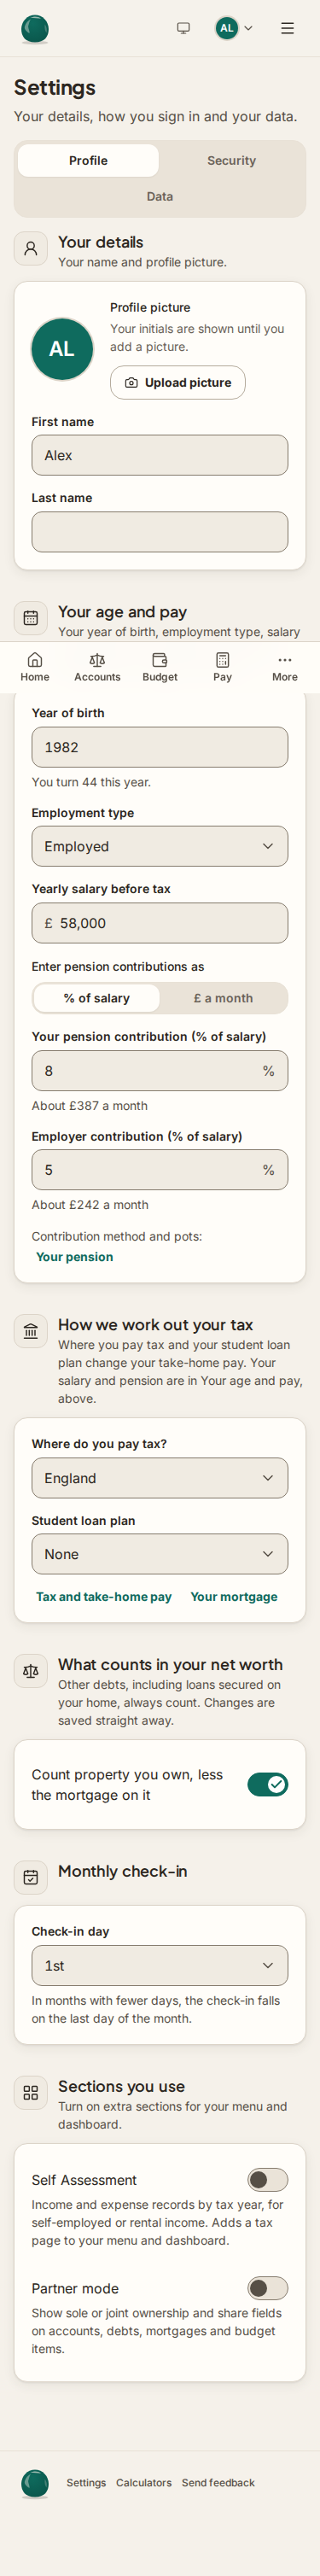 AL
Settings
Your details, how you sign in and your data.
Profile
Security
Data
Your details
Your name and profile picture.
AL
Profile picture
Your initials are shown until you
add a picture.
Upload picture
First name
Alex
Last name
Your age and pay
Your year of birth, employment type, salary
Home
Accounts
Budget
Pay
More
Year of birth
1982
You turn 44 this year.
Employment type
Employed
Yearly salary before tax
£ 58,000
Enter pension contributions as
% of salary
£ a month
Your pension contribution (% of salary)
8 %
About £387 a month
Employer contribution (% of salary)
5 %
About £242 a month
Contribution method and pots:
Your pension
How we work out your tax
Where you pay tax and your student loan
plan change your take-home pay. Your
salary and pension are in Your age and pay,
above.
Where do you pay tax?
England
Student loan plan
None
Tax and take-home pay
Your mortgage
What counts in your net worth
Other debts, including loans secured on
your home, always count. Changes are
saved straight away.
Count property you own, less
the mortgage on it
Monthly check-in
Check-in day
1st
In months with fewer days, the check-in falls
on the last day of the month.
Sections you use
Turn on extra sections for your menu and
dashboard.
Self Assessment
Income and expense records by tax year, for
self-employed or rental income. Adds a tax
page to your menu and dashboard.
Partner mode
Show sole or joint ownership and share fields
on accounts, debts, mortgages and budget
items.
Settings
Calculators
Send feedback